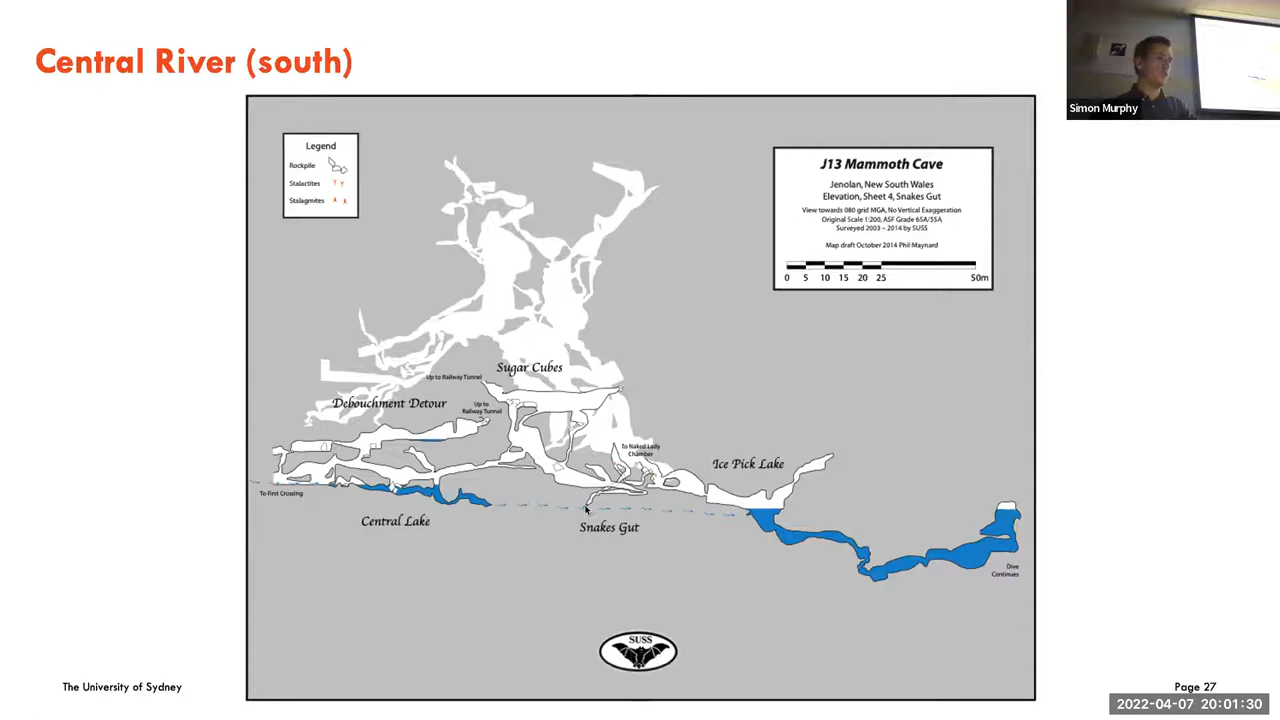 Central River (south)
Simon Murphy
Legend
Rockpile
Stalactites
Stalagmites
J13 Mammoth Cave
Jenolan, New South Wales
Elevation, Sheet 4, Snakes Gut
View towards 080 grid MGA, No Vertical Exaggeration
Original Scale 1:200, ASF Grade 65A/55A
Surveyed 2003 – 2014 by SUSS
Map draft October 2014 Phil Maynard
0 5 10 15 20 25 50m
Sugar Cubes
Up to Railway Tunnel
Debouchment Detour
Up to
Railway Tunnel
To Naked Lady
Chamber
Ice Pick Lake
To First Crossing
Central Lake
Snakes Gut
Dive
Continues
SUSS
The University of Sydney
Page 27
2022-04-07 20:01:30